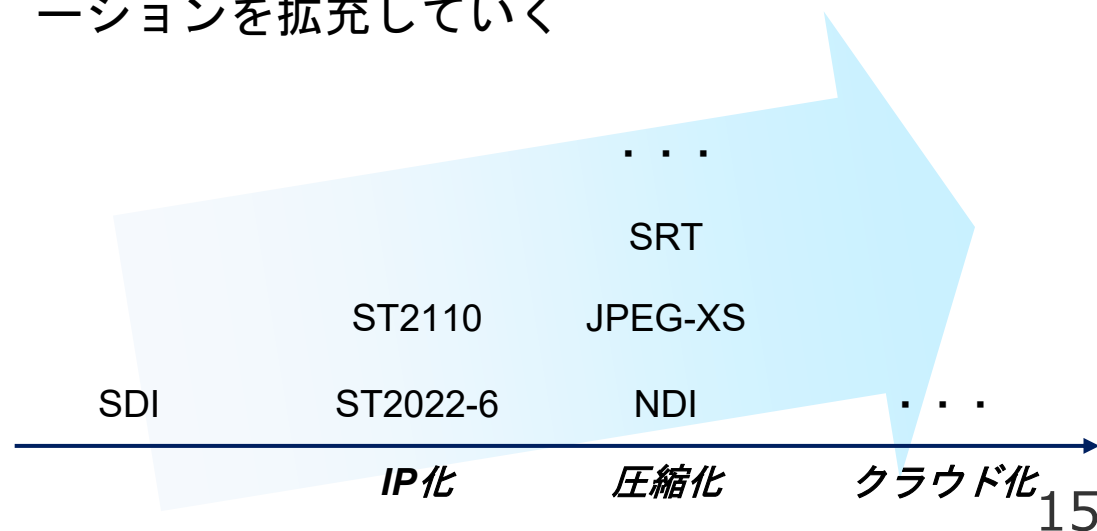 ーションを拡充していく
・・・
SRT
ST2110 JPEG-XS
SDI ST2022-6 NDI ・・・
IP化 圧縮化 クラウド化
15